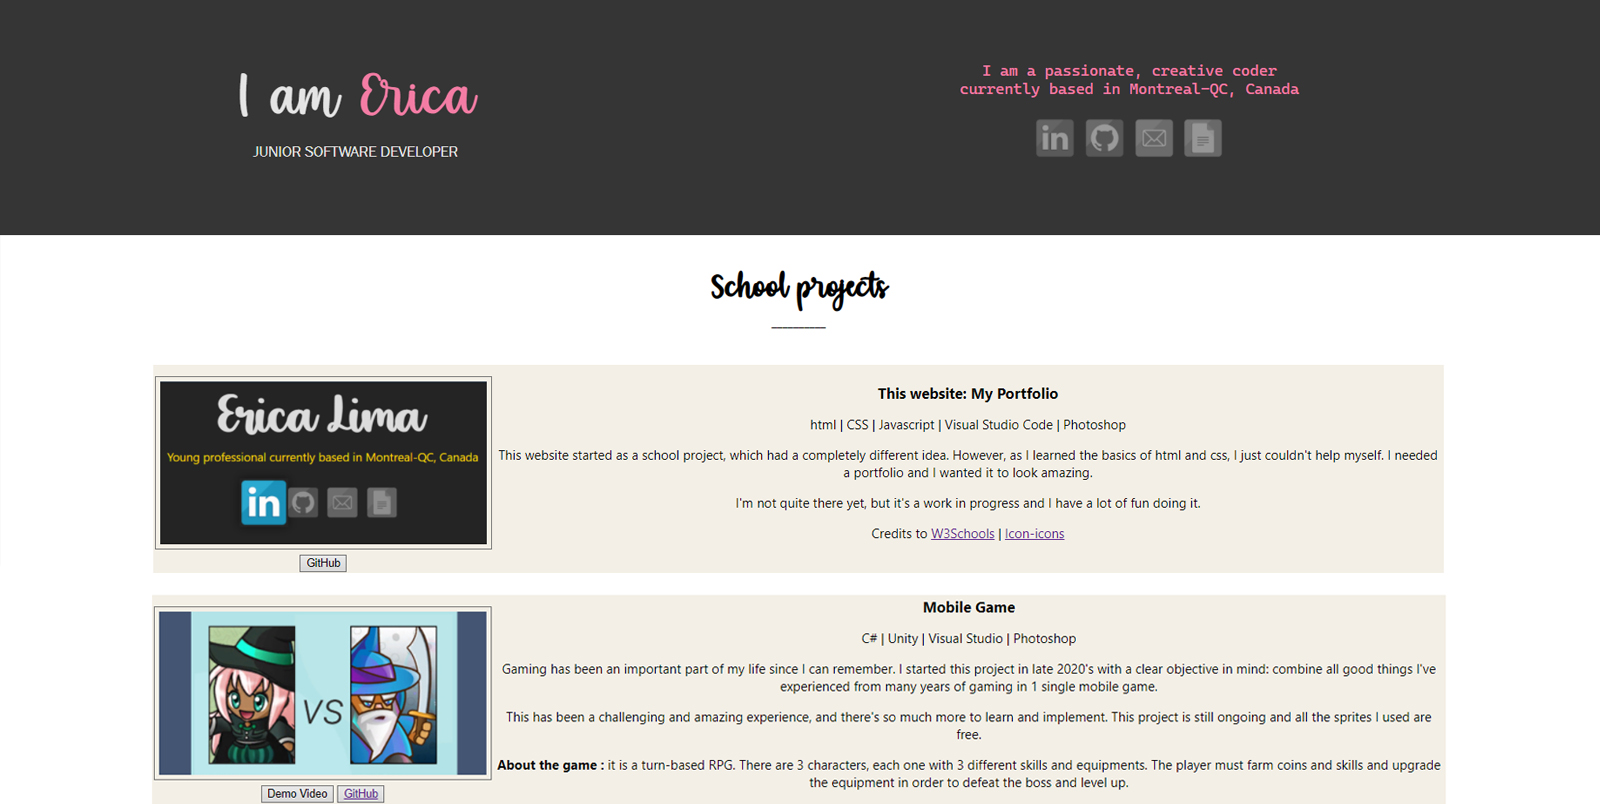 I am Erica
JUNIOR SOFTWARE DEVELOPER
I am a passionate, creative coder
currently based in Montreal-QC, Canada
in
School projects
Erica Lima
Young professional currently based in Montreal-QC, Canada
in
GitHub
This website: My Portfolio
html | CSS | Javascript | Visual Studio Code | Photoshop
This website started as a school project, which had a completely different idea. However, as I learned the basics of html and css, I just couldn't help myself. I needed
a portfolio and I wanted it to look amazing.
I'm not quite there yet, but it's a work in progress and I have a lot of fun doing it.
Credits to W3Schools | Icon-icons
VS
Demo Video GitHub
Mobile Game
C# | Unity | Visual Studio | Photoshop
Gaming has been an important part of my life since I can remember. I started this project in late 2020's with a clear objective in mind: combine all good things I've
experienced from many years of gaming in 1 single mobile game.
This has been a challenging and amazing experience, and there's so much more to learn and implement. This project is still ongoing and all the sprites I used are
free.
About the game : it is a turn-based RPG. There are 3 characters, each one with 3 different skills and equipments. The player must farm coins and skills and upgrade
the equipment in order to defeat the boss and level up.